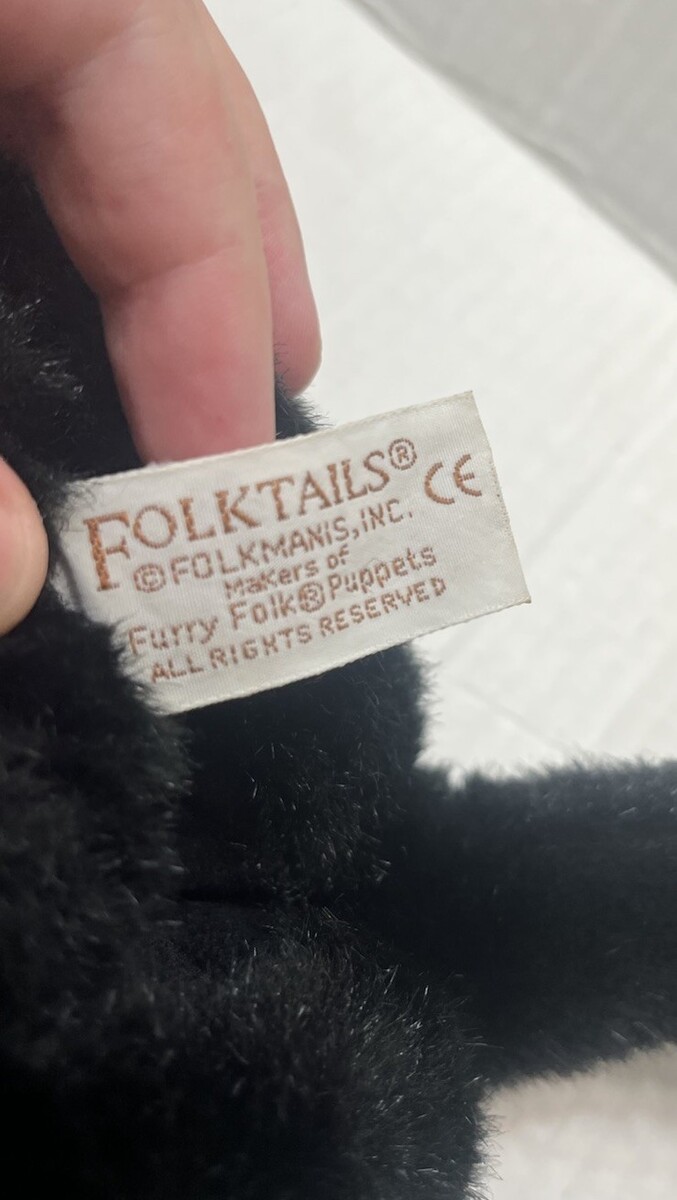 FOLKTAILS® CE
©FOLKMANIS, INC.
Makers of
Furry Folk® Puppets
ALL RIGHTS RESERVED